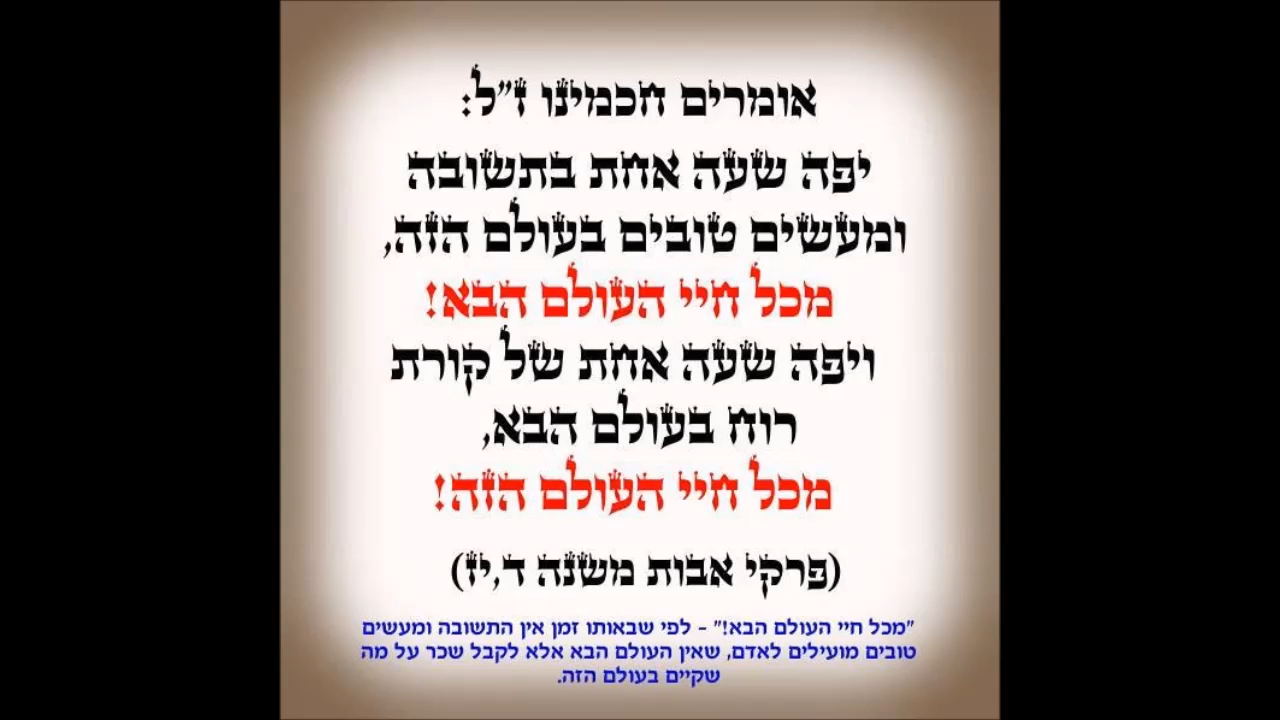 אומרים חכמינו ז"ל:
יפה שעה אחת בתשובה
ומעשים טובים בעולם הזה,
מכל חיי העולם הבא!
ויפה שעה אחת של קורת
רוח בעולם הבא,
מכל חיי העולם הזה!
(פרקי אבות משנה ד,יז)
"מכל חיי העולם הבא!" - לפי שבאותו זמן אין התשובה ומעשים
טובים מועילים לאדם, שאין העולם הבא אלא לקבל שכר על מה
שקיים בעולם הזה.